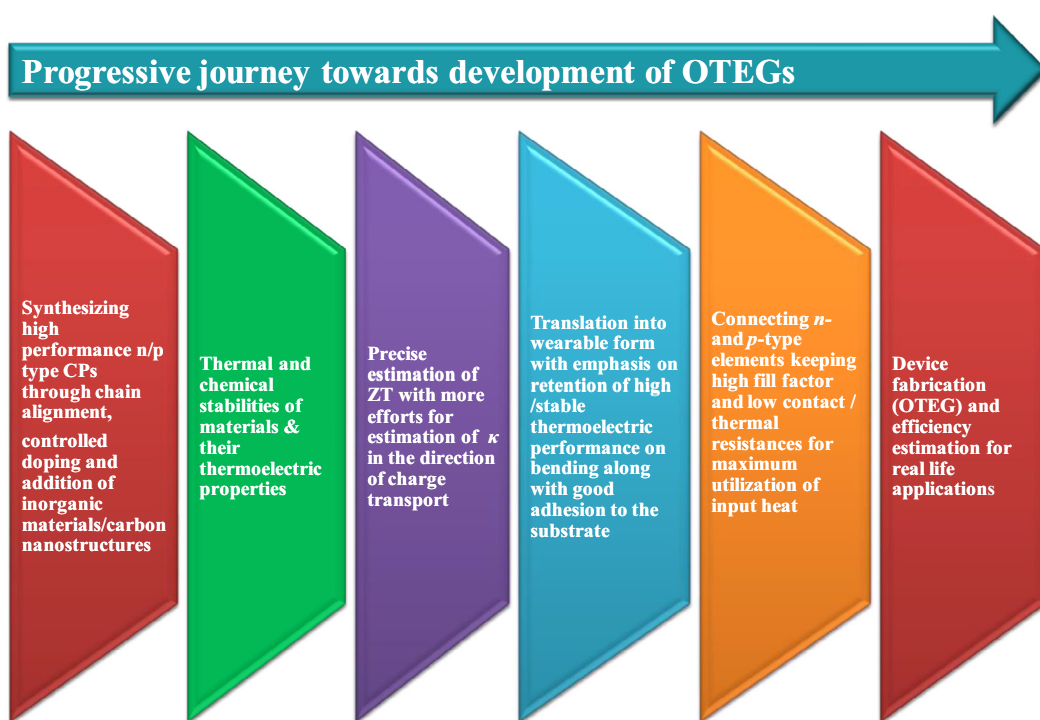 Progressive journey towards development of OTEGs
Synthesizing
high
performance n/p
type CPs
through chain
alignment,
controlled
doping and
addition of
inorganic
materials/carbon
nanostructures
Thermal and
chemical
stabilities of
materials &
their
thermoelectric
properties
Precise
estimation of
ZT with more
efforts for
estimation of κ
in the direction
of charge
transport
Translation into
wearable form
with emphasis on
retention of high
/stable
thermoelectric
performance on
bending along
with good
adhesion to the
substrate
Connecting n-
and p-type
elements keeping
high fill factor
and low contact /
thermal
resistances for
maximum
utilization of
input heat
Device
fabrication
(OTEG) and
efficiency
estimation for
real life
applications